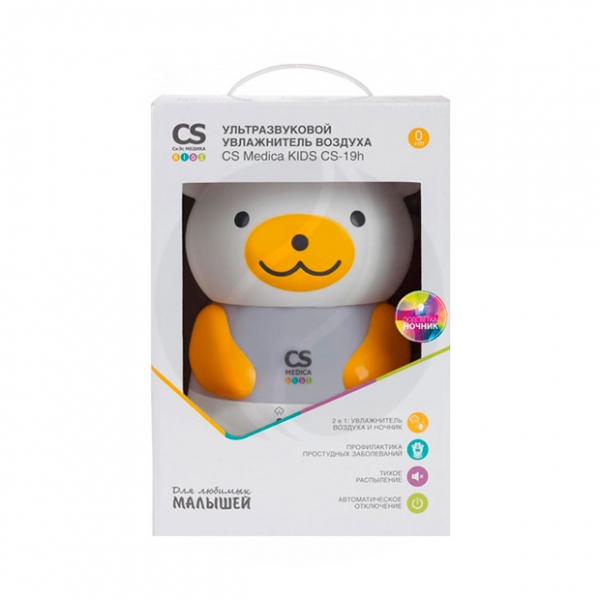 CS
Си Эс МЕДИКА
KIDS
УЛЬТРАЗВУКОВОЙ
УВЛАЖНИТЕЛЬ ВОЗДУХА
CS Medica KIDS CS-19h
0
ПОДСВЕТКА
НОЧНИК
CS
MEDICA
KIDS
2 в 1: УВЛАЖНИТЕЛЬ
ВОЗДУХА И НОЧНИК
ПРОФИЛАКТИКА
ПРОСТУДНЫХ ЗАБОЛЕВАНИЙ
ТИХОЕ
РАСПЫЛЕНИЕ
АВТОМАТИЧЕСКОЕ
ОТКЛЮЧЕНИЕ
Для любимых
МАЛЫШЕЙ